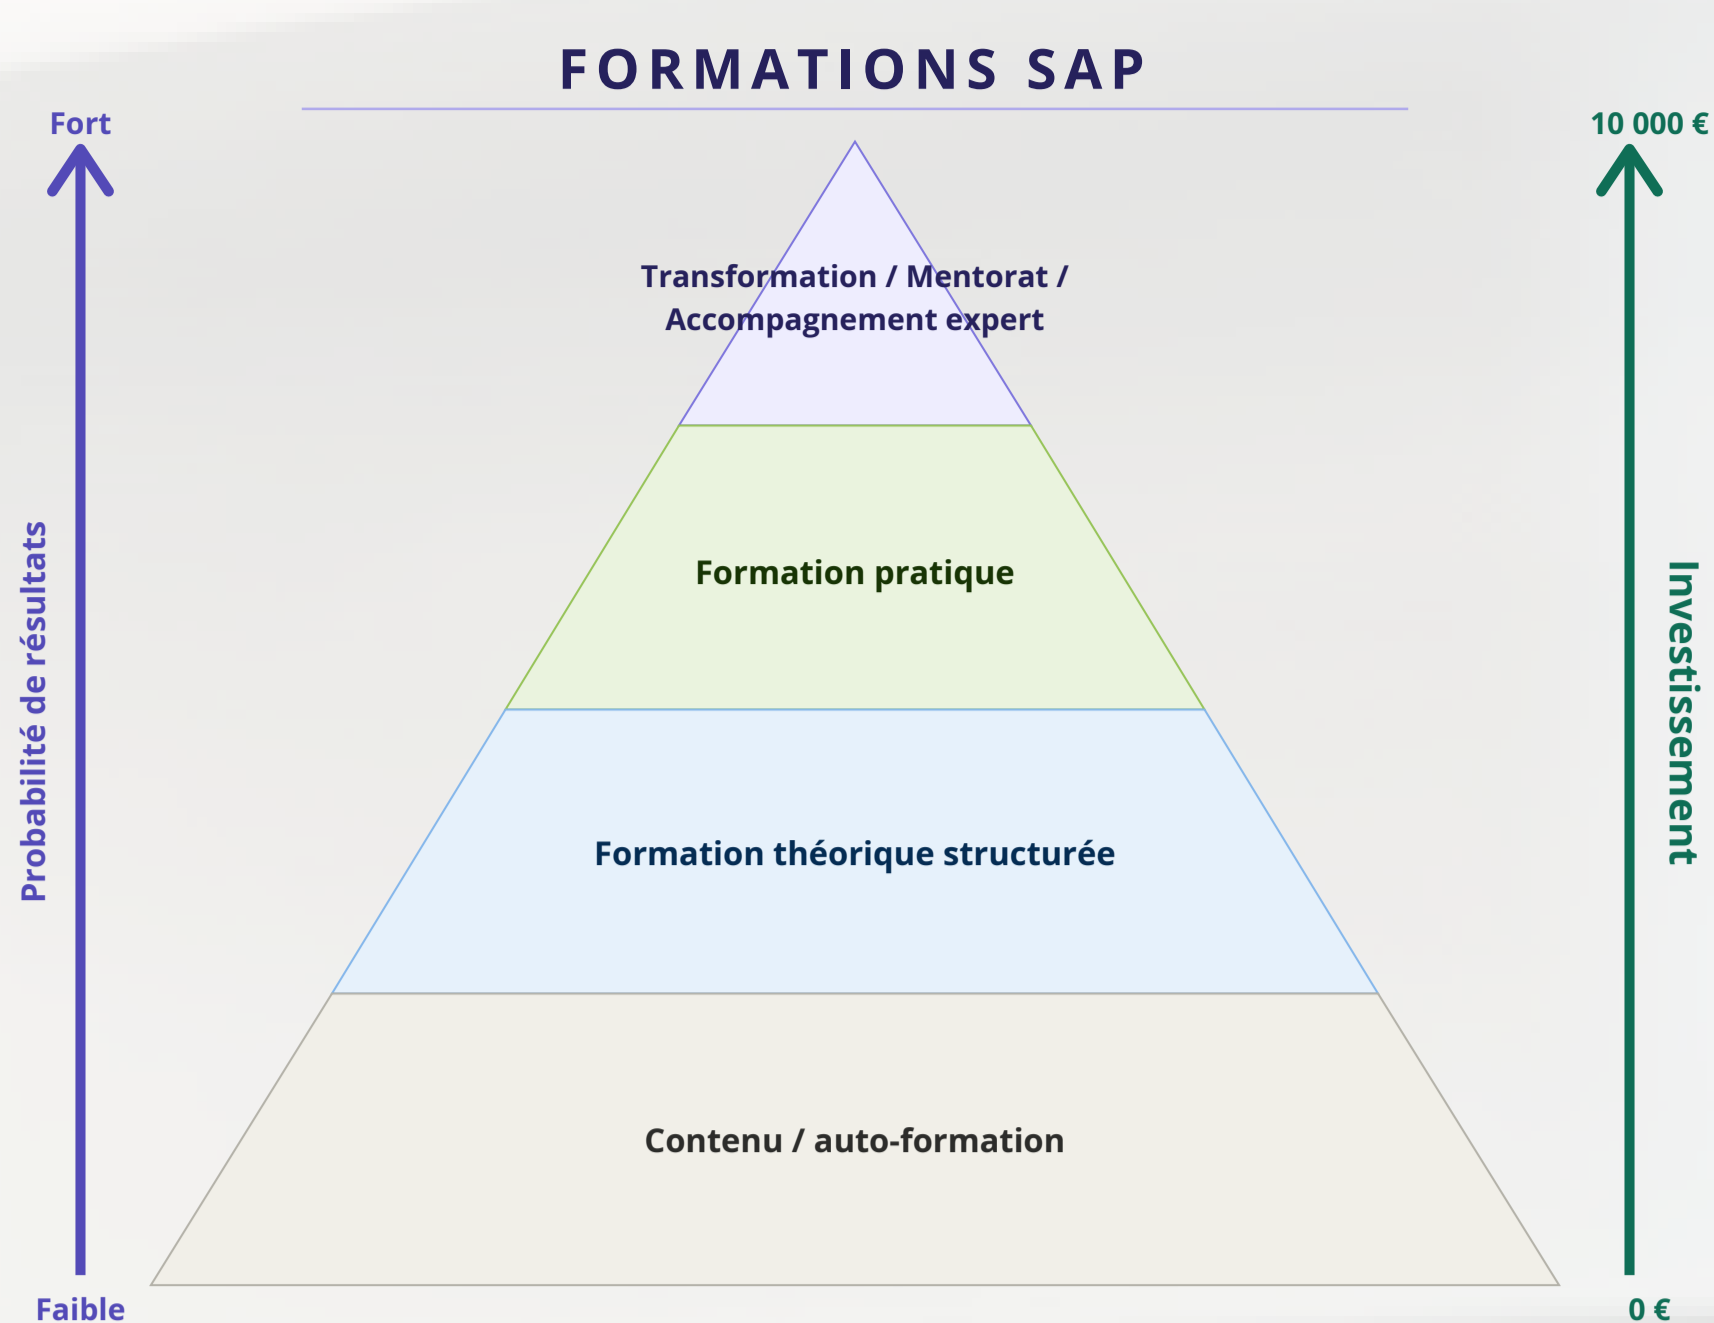 FORMATIONS SAP
Fort
10 000 €
Transformation / Mentorat /
Accompagnement expert
Formation pratique
Probabilité de résultats
Investissement
Formation théorique structurée
Contenu / auto-formation
Faible
0 €